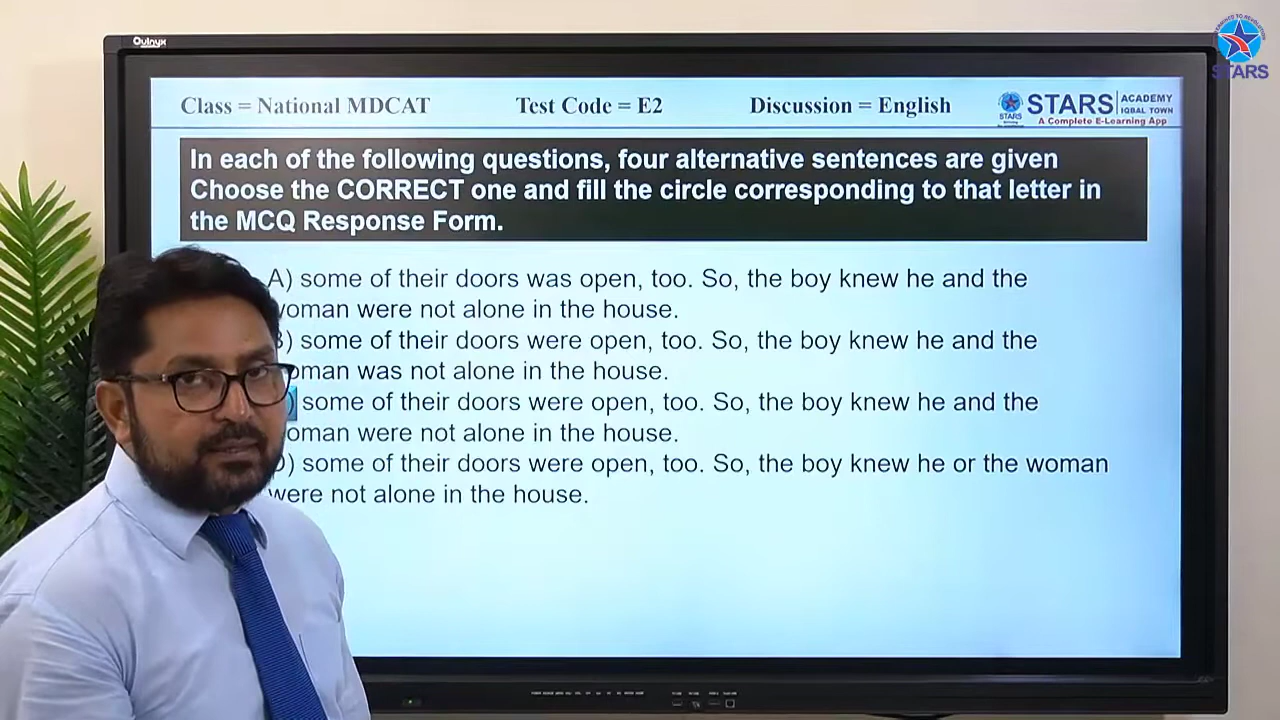 Qulnyx
STARS
Class = National MDCAT
Test Code = E2
Discussion = English
STARS
STARS
ACADEMY
IQBAL TOWN
A Complete E-Learning App
In each of the following questions, four alternative sentences are given
Choose the CORRECT one and fill the circle corresponding to that letter in
the MCQ Response Form.
A) some of their doors was open, too. So, the boy knew he and the
woman were not alone in the house.
B) some of their doors were open, too. So, the boy knew he and the
woman was not alone in the house.
) some of their doors were open, too. So, the boy knew he and the
woman were not alone in the house.
D) some of their doors were open, too. So, the boy knew he or the woman
were not alone in the house.